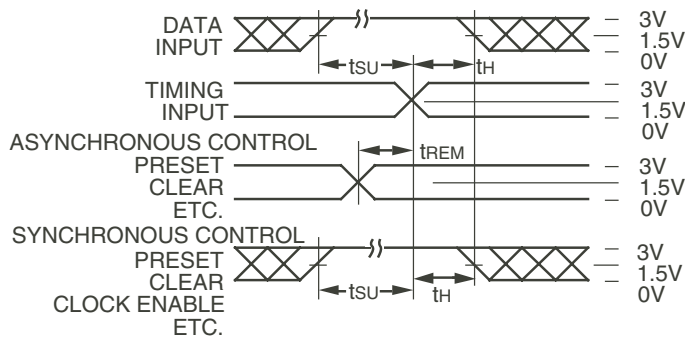 DATA
INPUT
3V
1.5V
0V
tSU
tH
TIMING
INPUT
3V
1.5V
0V
ASYNCHRONOUS CONTROL
tREM
PRESET
CLEAR
ETC.
3V
1.5V
0V
SYNCHRONOUS CONTROL
PRESET
CLEAR
CLOCK ENABLE
ETC.
3V
1.5V
0V
tSU
tH